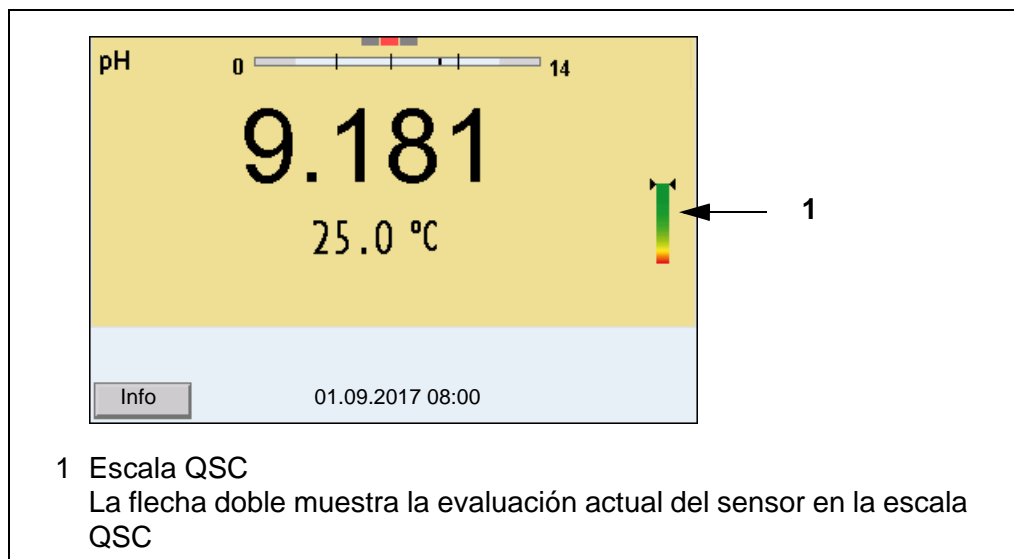 pH
0 14
9.181
25.0 °C
1
Info 01.09.2017 08:00
1 Escala QSC
La flecha doble muestra la evaluación actual del sensor en la escala
QSC